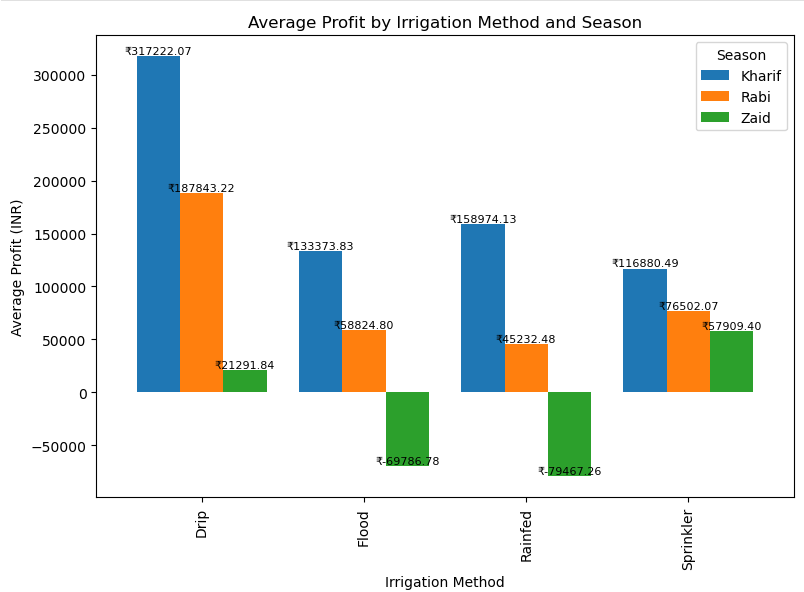 Average Profit by Irrigation Method and Season
Season
Kharif
Rabi
Zaid
Average Profit (INR)
300000
250000
200000
150000
100000
50000
0
−50000
₹317222.07
₹187843.22
₹21291.84
₹133373.83
₹58824.80
₹-69786.78
₹158974.13
₹45232.48
₹-79467.26
₹116880.49
₹76502.07
₹57909.40
Drip
Flood
Rainfed
Sprinkler
Irrigation Method